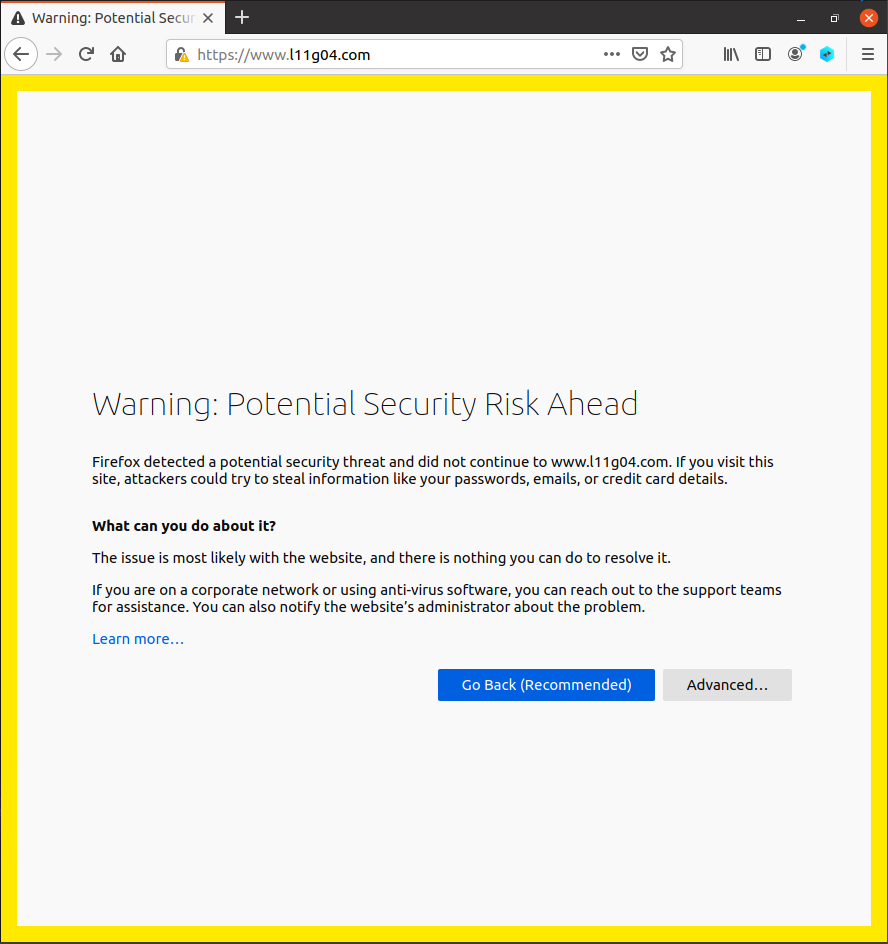 Warning: Potential Secur
https://www.l11g04.com
Warning: Potential Security Risk Ahead
Firefox detected a potential security threat and did not continue to www.l11g04.com. If you visit this
site, attackers could try to steal information like your passwords, emails, or credit card details.
What can you do about it?
The issue is most likely with the website, and there is nothing you can do to resolve it.
If you are on a corporate network or using anti-virus software, you can reach out to the support teams
for assistance. You can also notify the website’s administrator about the problem.
Learn more…
Go Back (Recommended) Advanced…